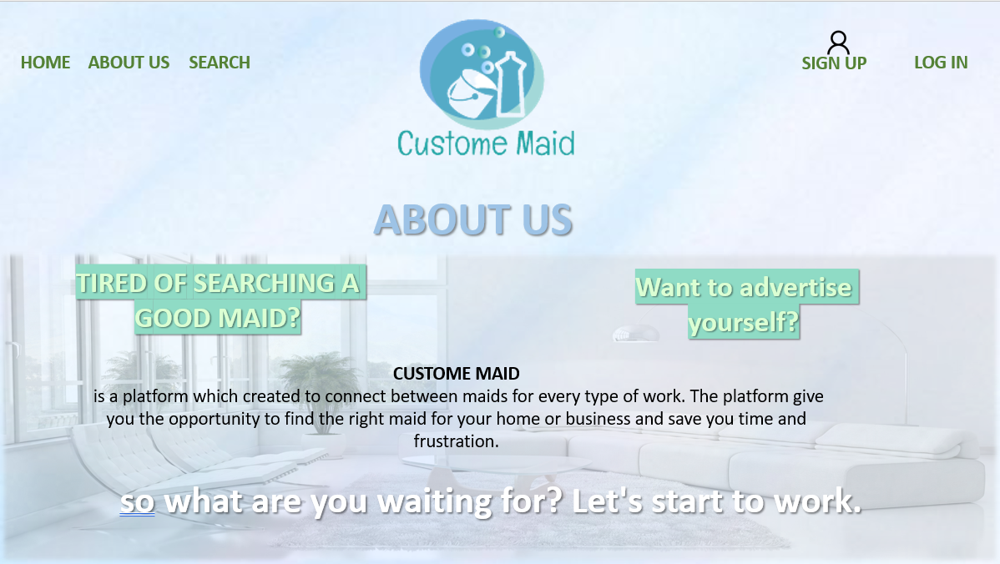 HOME ABOUT US SEARCH
SIGN UP LOG IN
Custome Maid
ABOUT US
TIRED OF SEARCHING A
GOOD MAID?
Want to advertise
yourself?
CUSTOME MAID
is a platform which created to connect between maids for every type of work. The platform give
you the opportunity to find the right maid for your home or business and save you time and
frustration.
so what are you waiting for? Let's start to work.